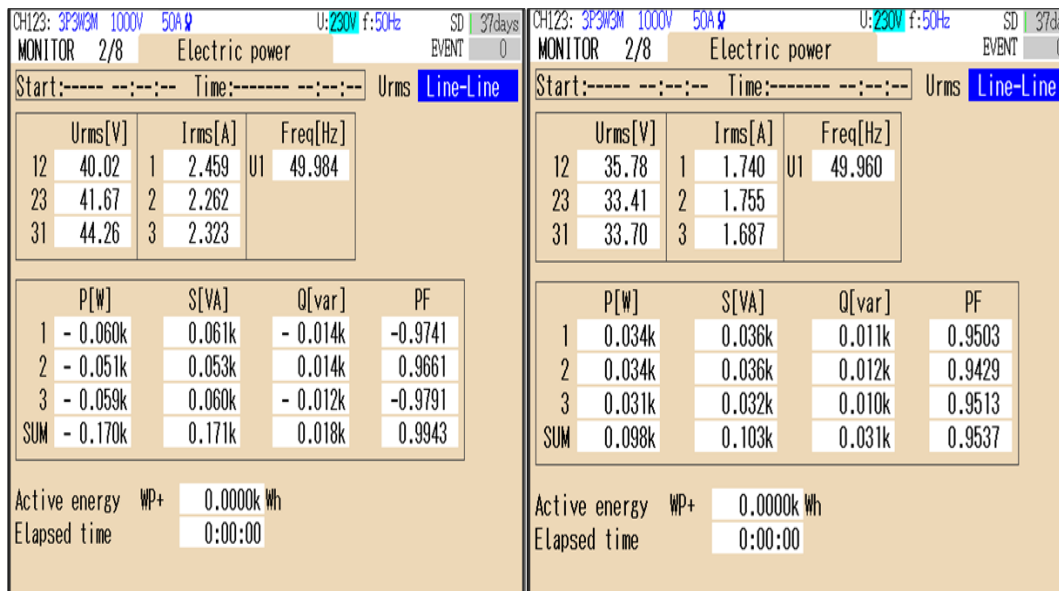 CH123: 3P3W3M 1000V 50A U:230V f:50Hz SD 37days
MONITOR 2/8 Electric power EVENT 0
Start:----- --:--:-- Time:------- --:--:-- Urms Line-Line
Urms[V] Irms[A] Freq[Hz]
12 40.02 1 2.459 U1 49.984
23 41.67 2 2.262
31 44.26 3 2.323
P[W] S[VA] Q[var] PF
1 - 0.060k 0.061k - 0.014k -0.9741
2 - 0.051k 0.053k 0.014k 0.9661
3 - 0.059k 0.060k - 0.012k -0.9791
SUM - 0.170k 0.171k 0.018k 0.9943
Active energy WP+ 0.0000k Wh
Elapsed time 0:00:00
CH123: 3P3W3M 1000V 50A U:230V f:50Hz SD 37da
MONITOR 2/8 Electric power EVENT
Start:----- --:--:-- Time:------- --:--:-- Urms Line-Line
Urms[V] Irms[A] Freq[Hz]
12 35.78 1 1.740 U1 49.960
23 33.41 2 1.755
31 33.70 3 1.687
P[W] S[VA] Q[var] PF
1 0.034k 0.036k 0.011k 0.9503
2 0.034k 0.036k 0.012k 0.9429
3 0.031k 0.032k 0.010k 0.9513
SUM 0.098k 0.103k 0.031k 0.9537
Active energy WP+ 0.0000k Wh
Elapsed time 0:00:00